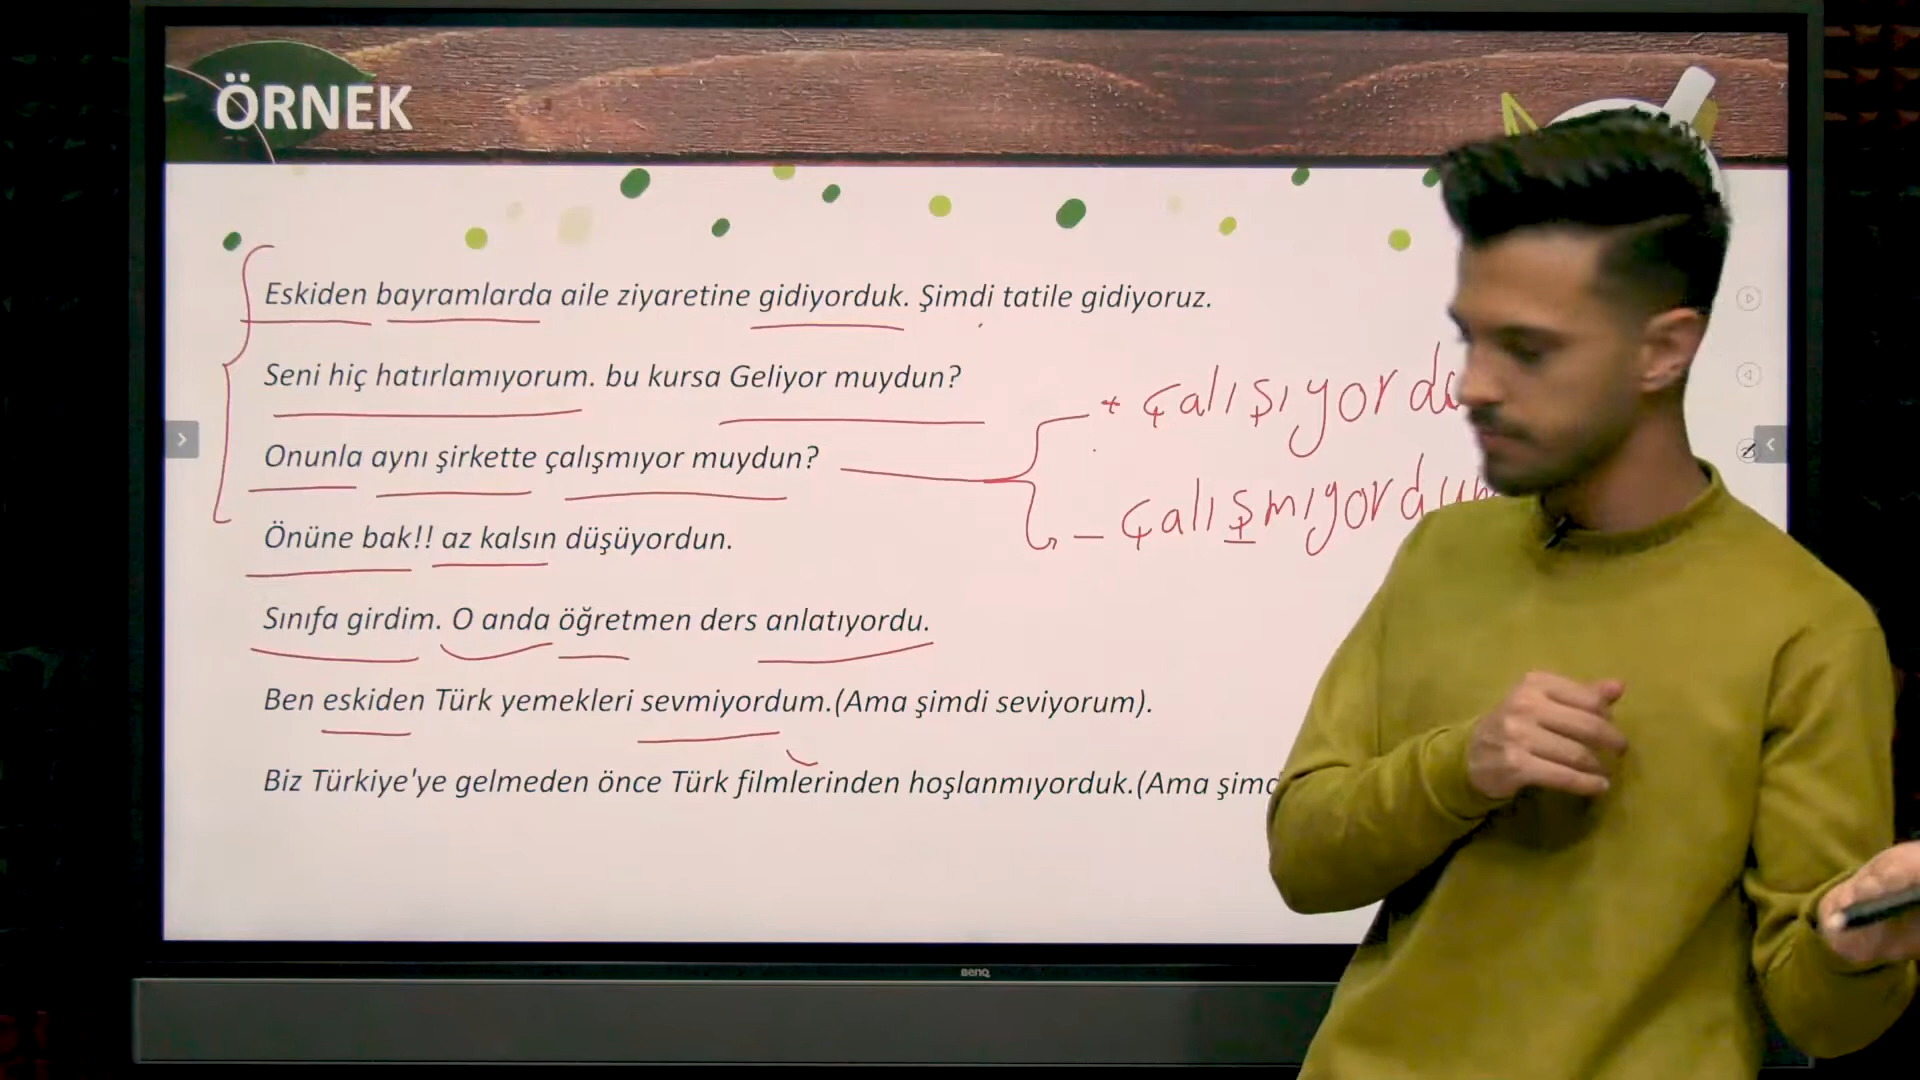 ÖRNEK
Eskiden bayramlarda aile ziyaretine gidiyorduk. Şimdi tatile gidiyoruz.
Seni hiç hatırlamıyorum. bu kursa Geliyor muydun?
+ çalışıyord
Onunla aynı şirkette çalışmıyor muydun?
- çalışmıyordum
Önüne bak!! az kalsın düşüyordun.
Sınıfa girdim. O anda öğretmen ders anlatıyordu.
Ben eskiden Türk yemekleri sevmiyordum.(Ama şimdi seviyorum).
Biz Türkiye'ye gelmeden önce Türk filmlerinden hoşlanmıyorduk.(Ama şimd
BenQ